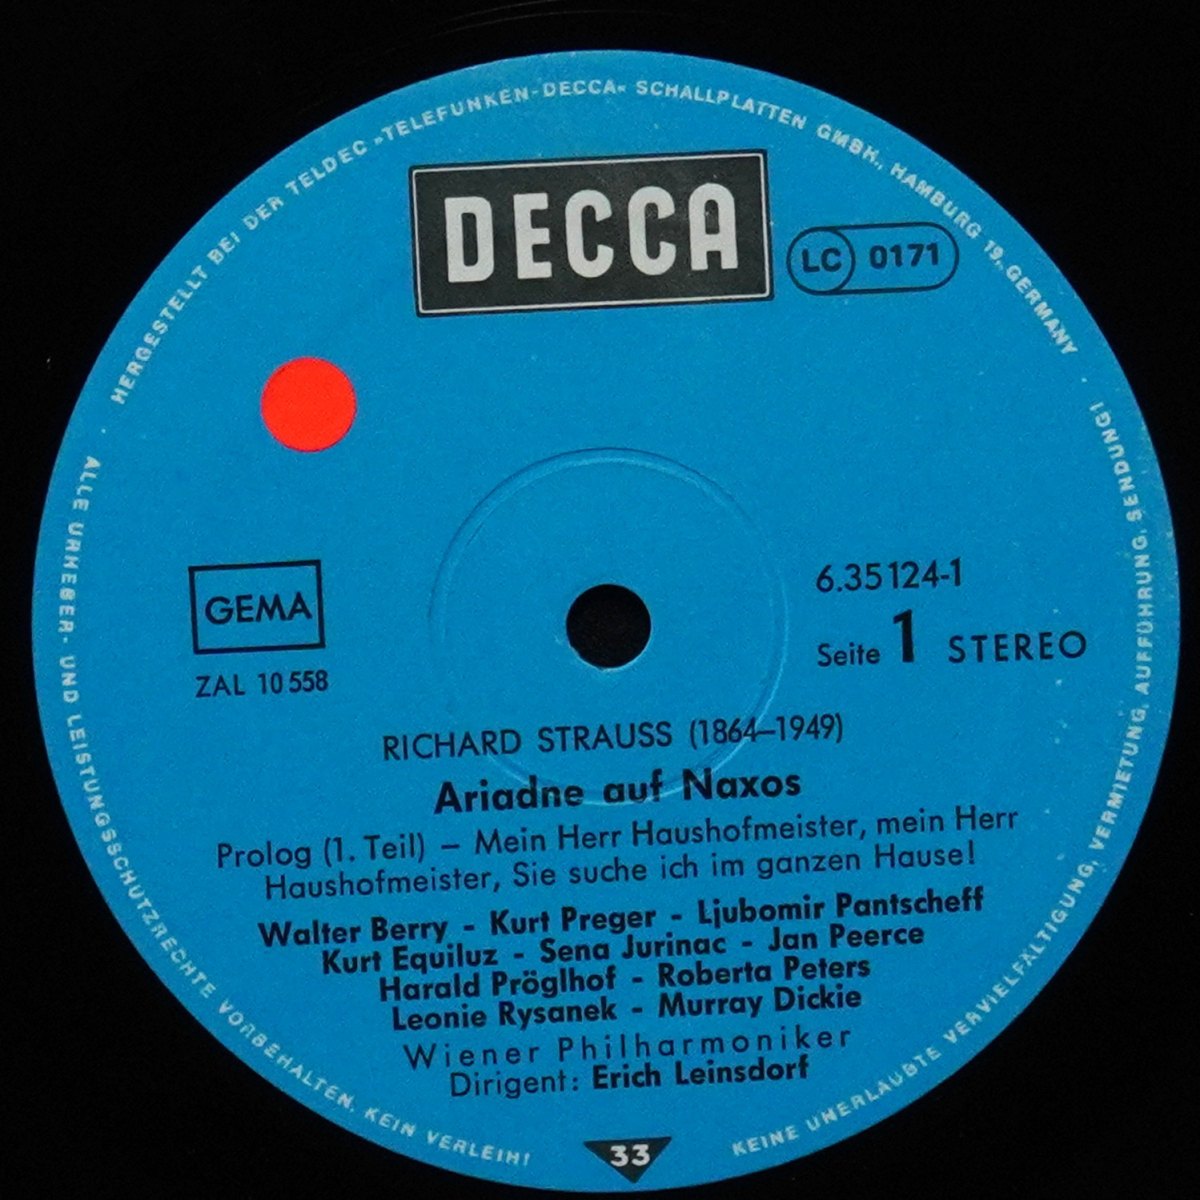 HERGESTELLT BEI DER TELDEC »TELEFUNKEN-DECCA« SCHALLPLATTEN GMBH., HAMBURG 19, GERMANY
DECCA
LC 0171
GEMA
ZAL 10 558
6.35124-1
Seite 1 STEREO
RICHARD STRAUSS (1864–1949)
Ariadne auf Naxos
Prolog (1. Teil) – Mein Herr Haushofmeister, mein Herr
Haushofmeister, Sie suche ich im ganzen Hause!
Walter Berry - Kurt Preger - Ljubomir Pantscheff
Kurt Equiluz - Sena Jurinac - Jan Peerce
Harald Pröglhof - Roberta Peters
Leonie Rysanek - Murray Dickie
Wiener Philharmoniker
Dirigent: Erich Leinsdorf
33
ALLE URHEBER- UND LEISTUNGSSCHUTZRECHTE VORBEHALTEN. KEIN VERLEIH!
KEINE UNERLAUBTE VERVIELFÄLTIGUNG, VERMIETUNG, AUFFÜHRUNG, SENDUNG!